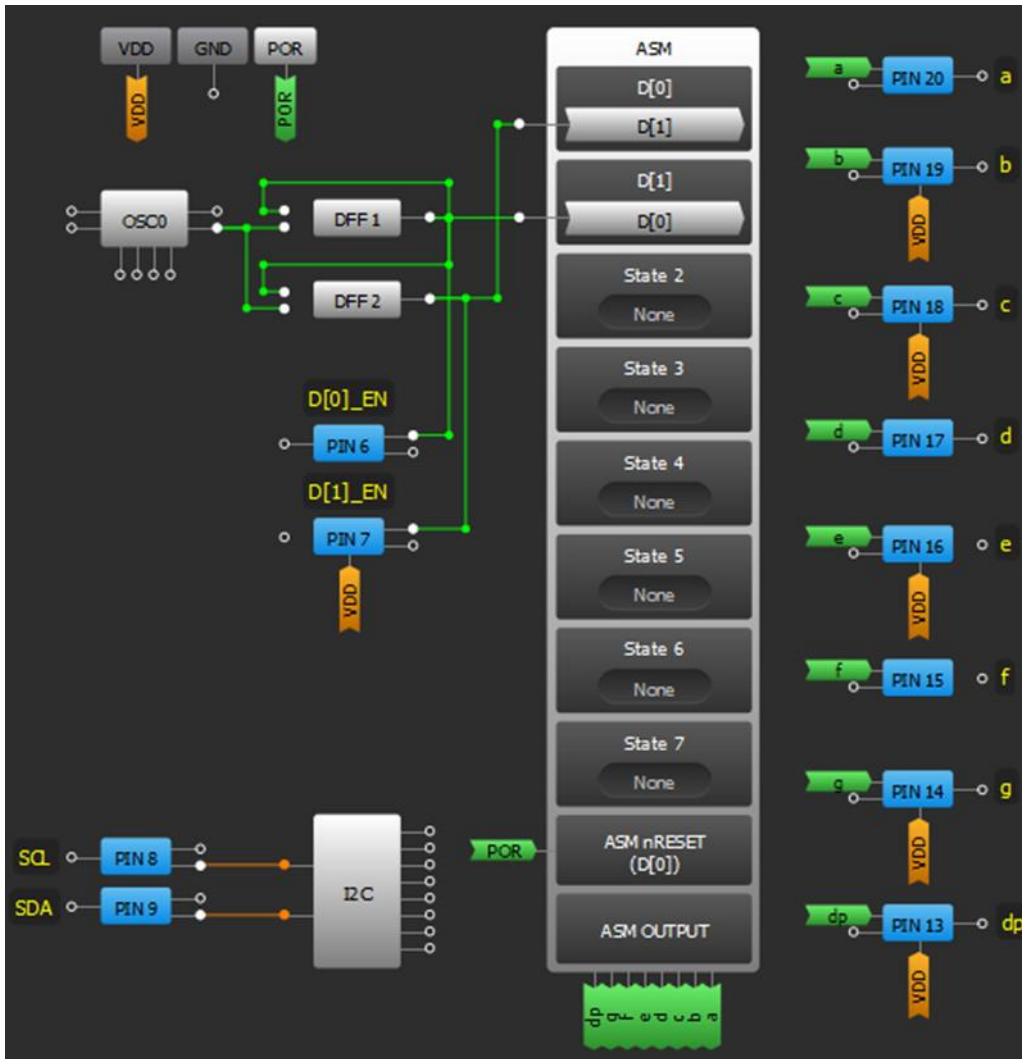 VDD GND POR
VDD
POR
OSC0
DFF 1
DFF 2
D[0]_EN
PIN 6
D[1]_EN
PIN 7
VDD
SCL PIN 8
SDA PIN 9
I2C
ASM
D[0]
D[1]
D[1]
D[0]
State 2
None
State 3
None
State 4
None
State 5
None
State 6
None
State 7
None
POR
ASM nRESET
(D[0])
ASM OUTPUT
dp g f e d c b a
a PIN 20 a
b PIN 19 b
VDD
c PIN 18 c
VDD
d PIN 17 d
e PIN 16 e
VDD
f PIN 15 f
g PIN 14 g
VDD
dp PIN 13 dp
VDD